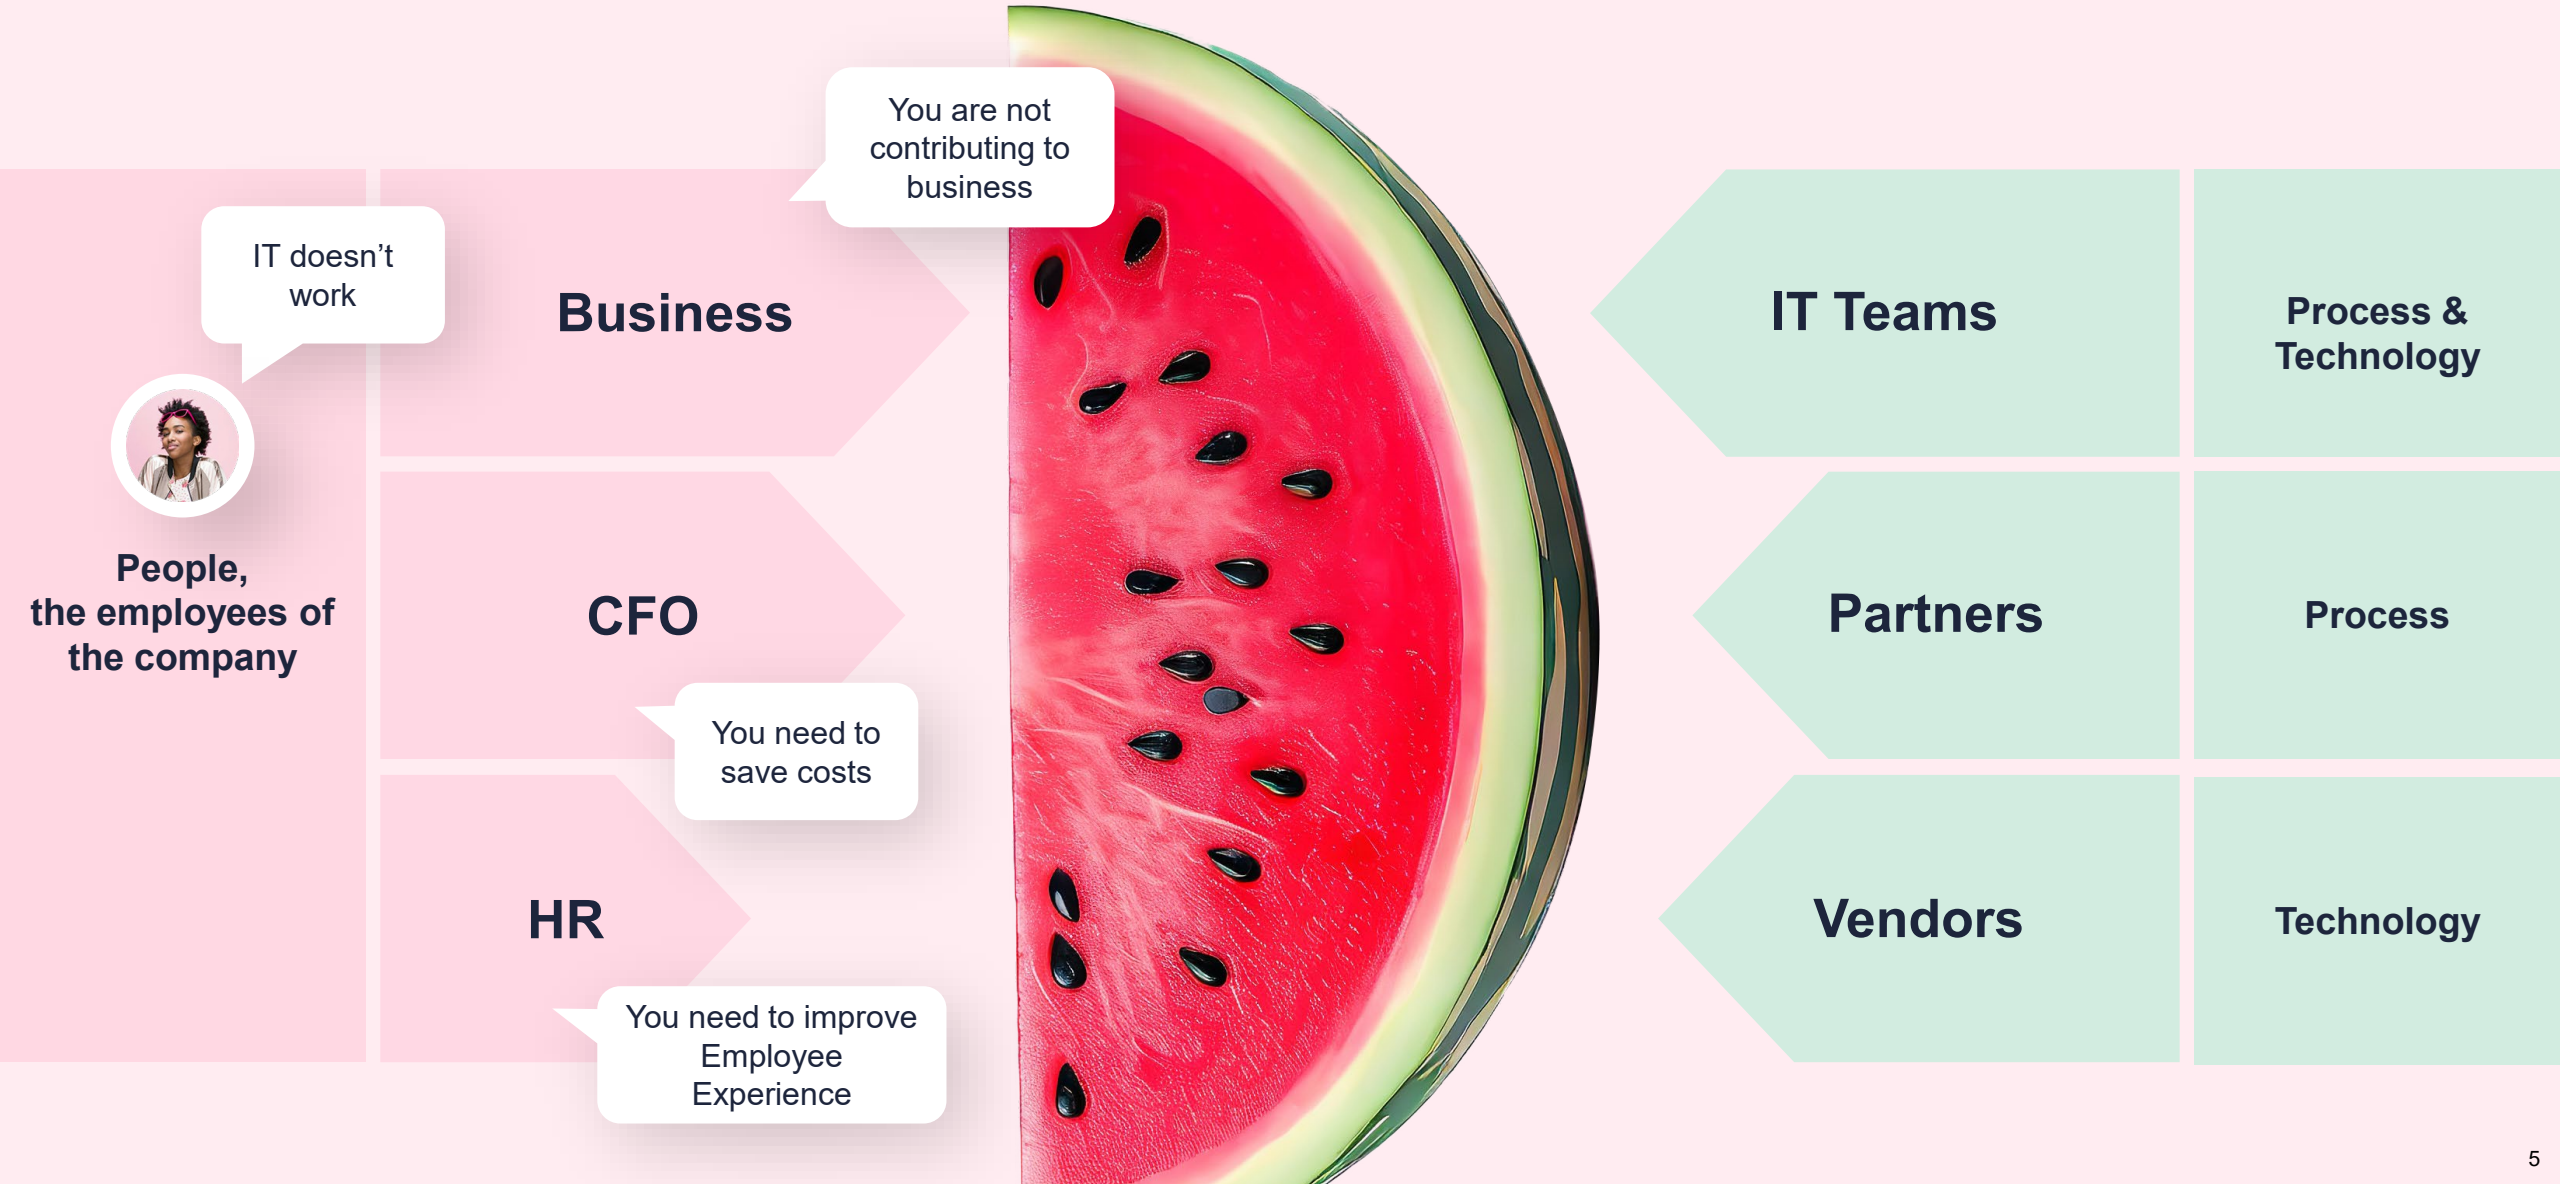 You are not
contributing to
business
IT doesn’t
work
Business
People,
the employees of
the company
CFO
You need to
save costs
HR
You need to improve
Employee
Experience
IT Teams
Process &
Technology
Partners
Process
Vendors
Technology
5